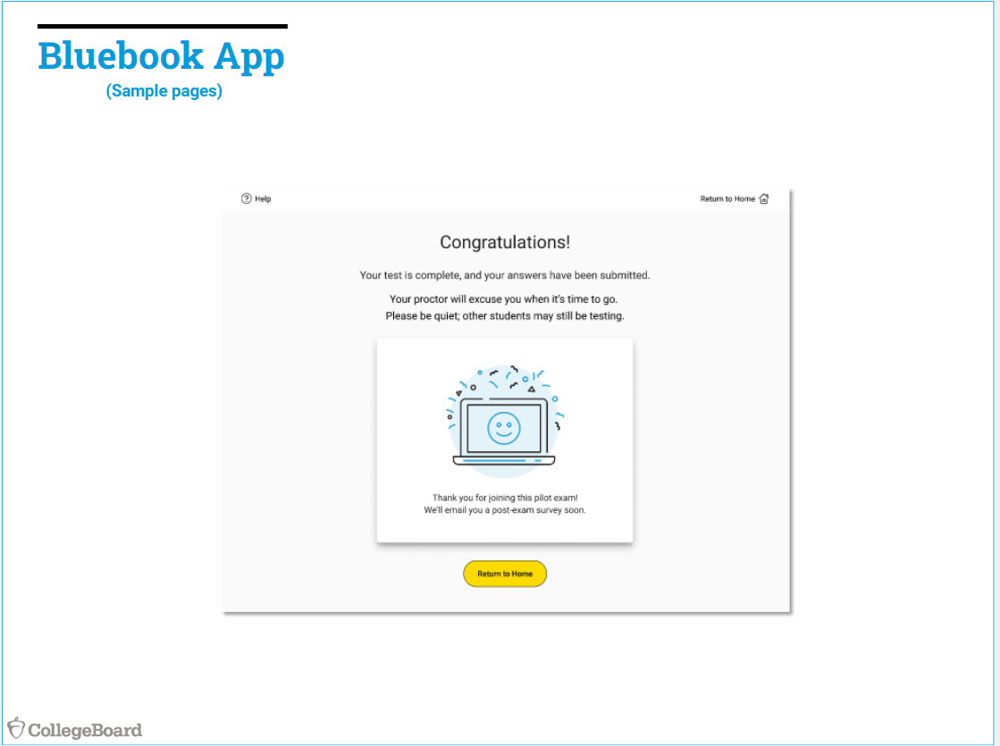 Bluebook App
(Sample pages)
Help
Return to Home
Congratulations!
Your test is complete, and your answers have been submitted.
Your proctor will excuse you when it's time to go.
Please be quiet; other students may still be testing.
Thank you for joining this pilot exam!
We'll email you a post-exam survey soon.
Return to Home
CollegeBoard